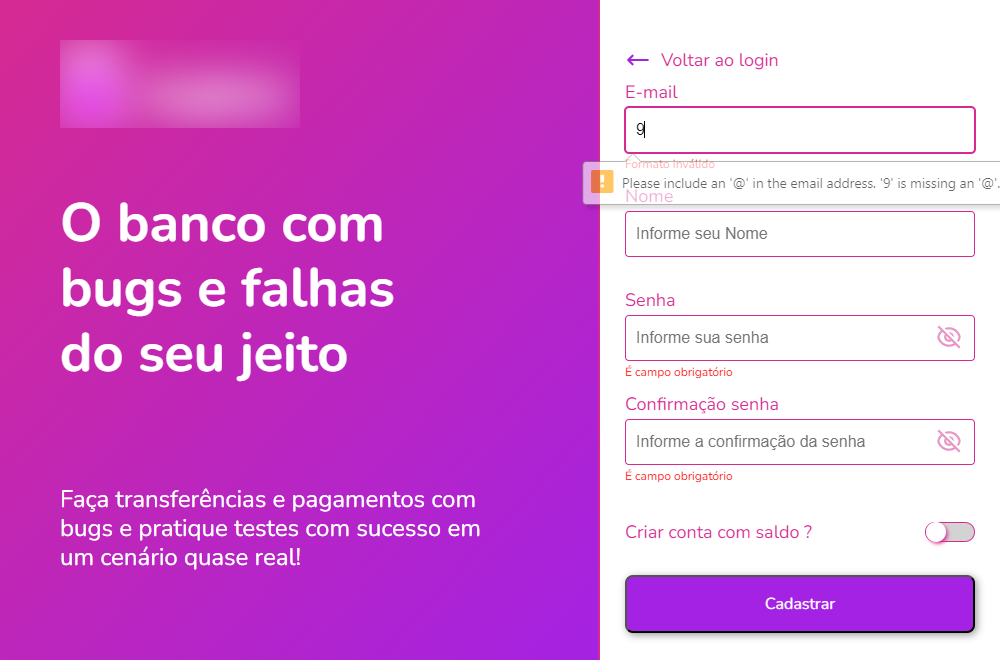 O banco com
bugs e falhas
do seu jeito
Faça transferências e pagamentos com
bugs e pratique testes com sucesso em
um cenário quase real!
Voltar ao login
E-mail
9
Formato inválido
Please include an '@' in the email address. '9' is missing an '@'.
Nome
Informe seu Nome
Senha
Informe sua senha
É campo obrigatório
Confirmação senha
Informe a confirmação da senha
É campo obrigatório
Criar conta com saldo ?
Cadastrar